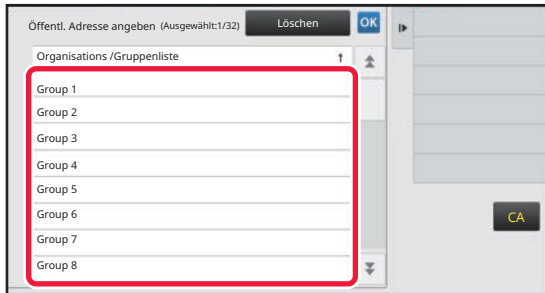 Öffentl. Adresse angeben (Ausgewählt:1/32) Löschen OK
Organisations /Gruppenliste
Group 1
Group 2
Group 3
Group 4
Group 5
Group 6
Group 7
Group 8
CA